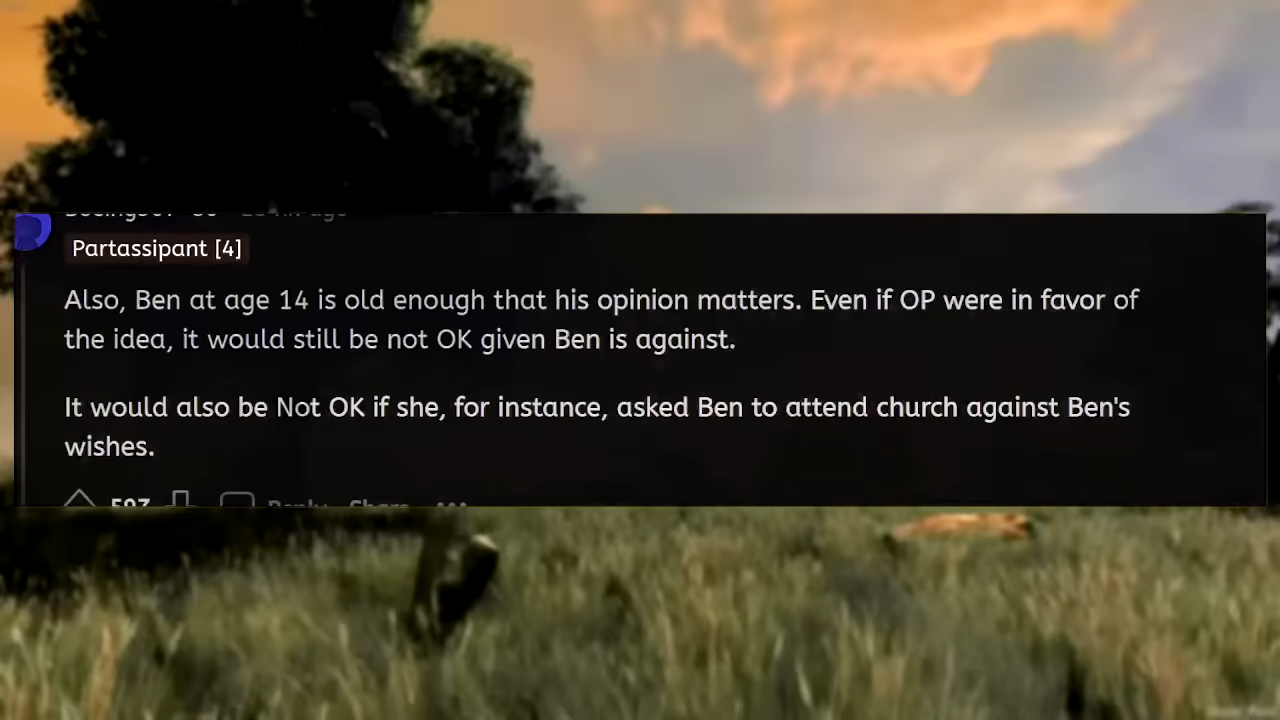 Partassipant [4]
Also, Ben at age 14 is old enough that his opinion matters. Even if OP were in favor of
the idea, it would still be not OK given Ben is against.
It would also be Not OK if she, for instance, asked Ben to attend church against Ben's
wishes.
Reply Share